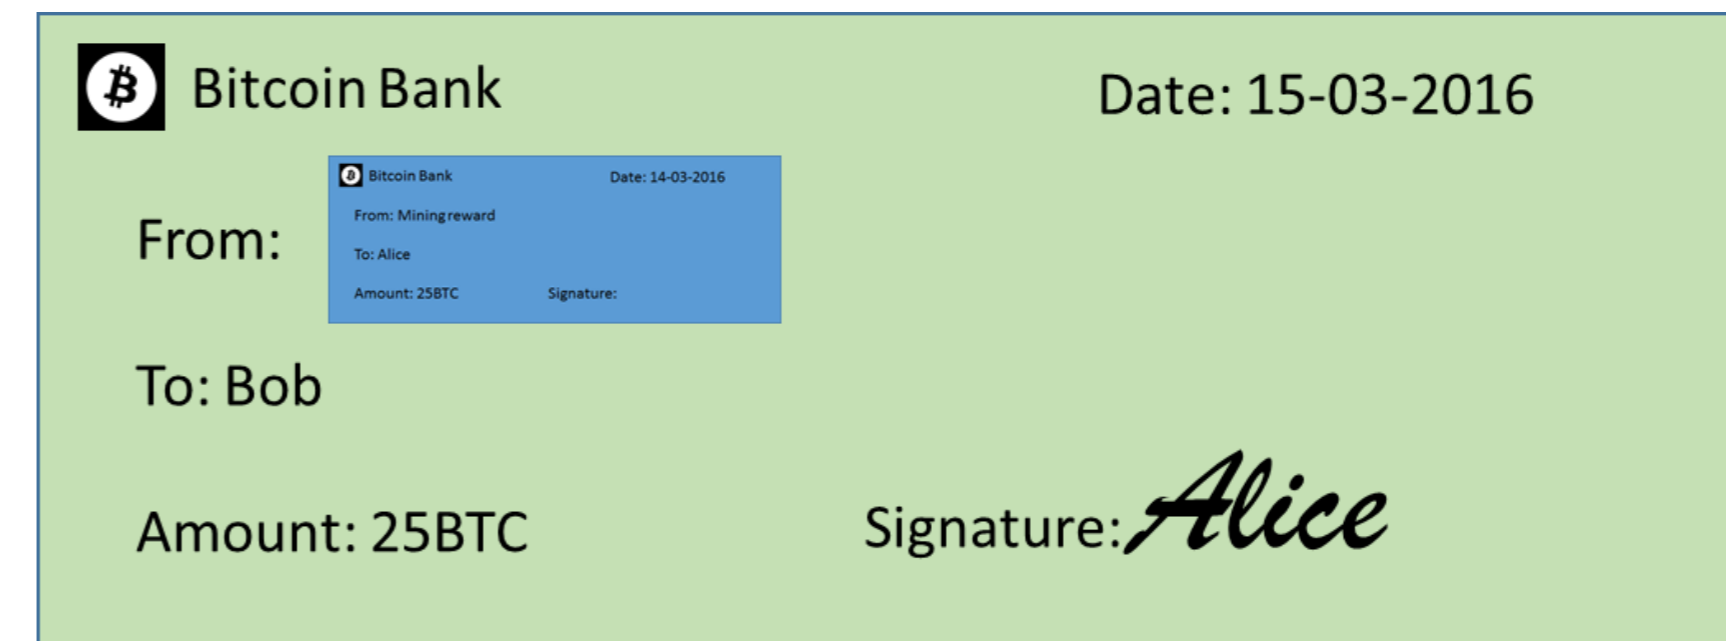 Bitcoin Bank
Date: 15-03-2016
From:
Bitcoin Bank
Date: 14-03-2016
From: Mining reward
To: Alice
Amount: 25BTC
Signature:
To: Bob
Amount: 25BTC
Signature: Alice